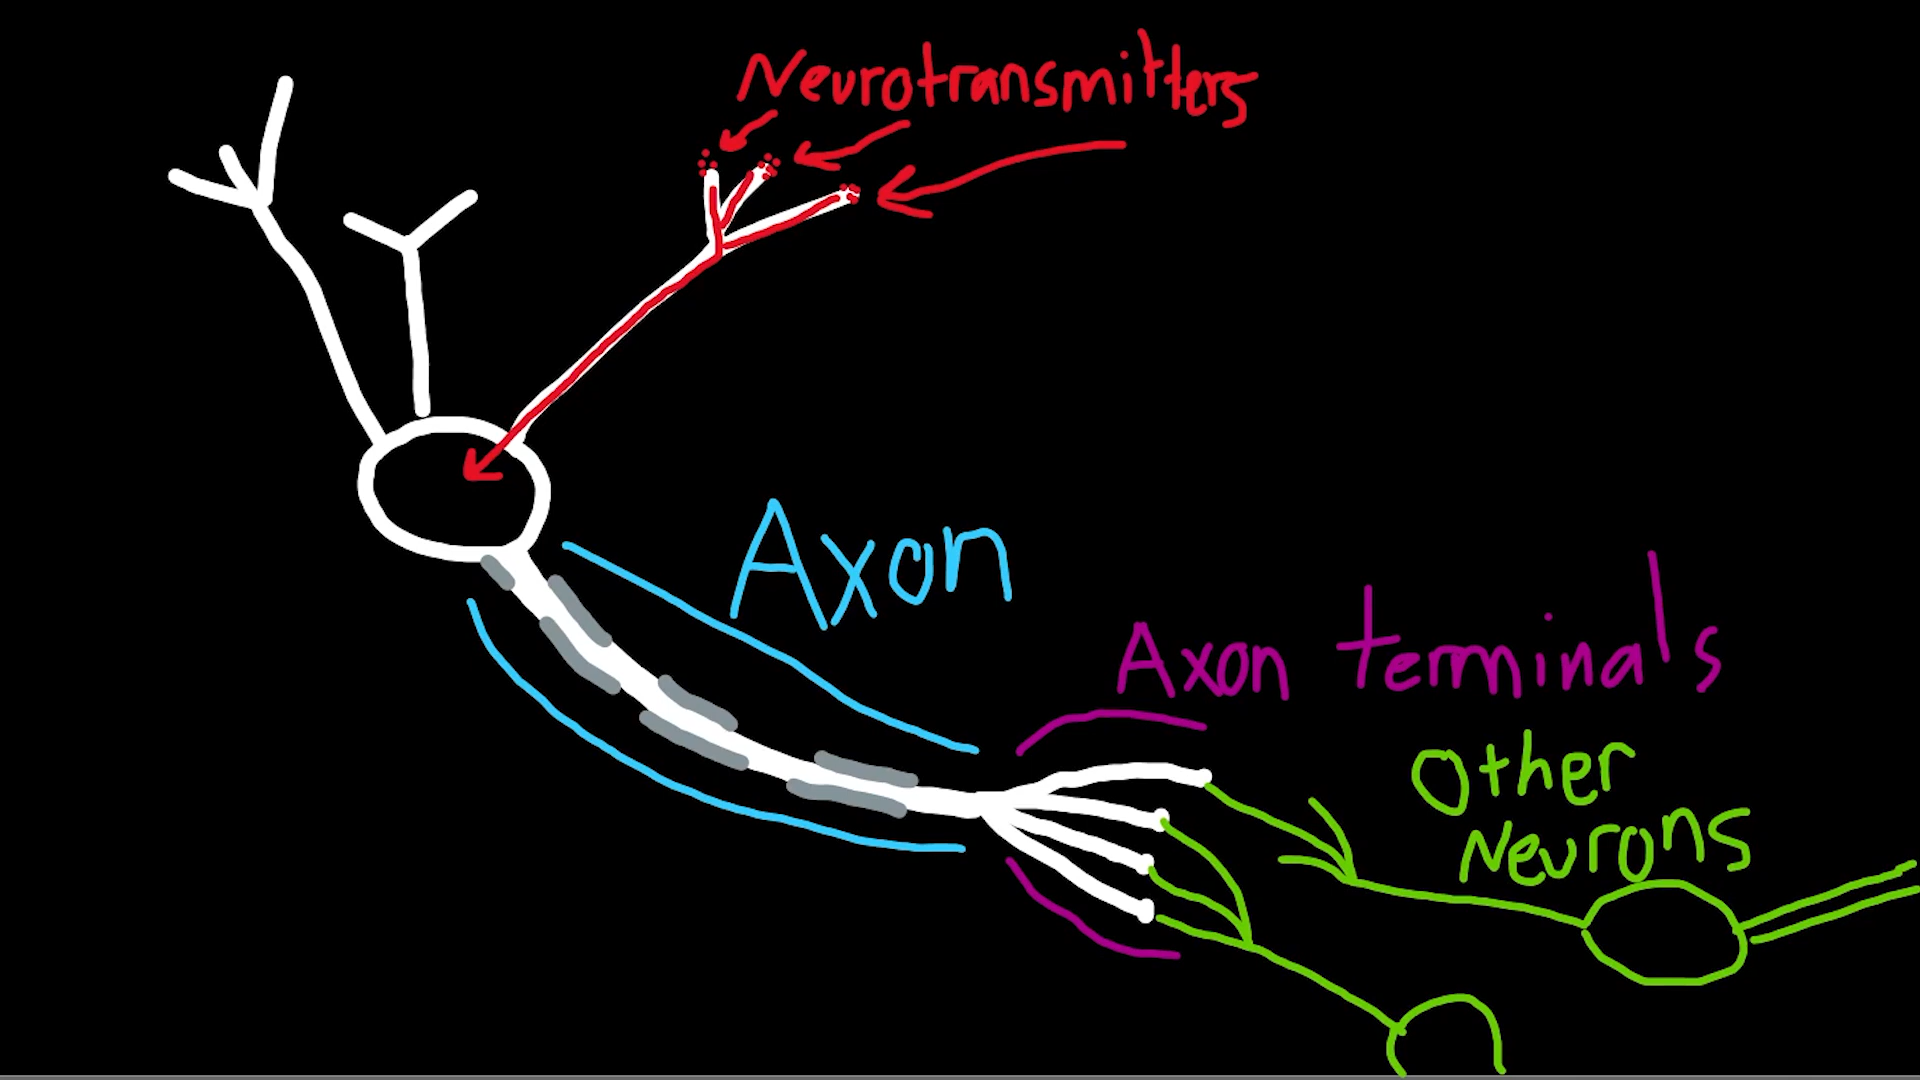 Neurotransmitters
Axon
Axon terminals
Other
Neurons